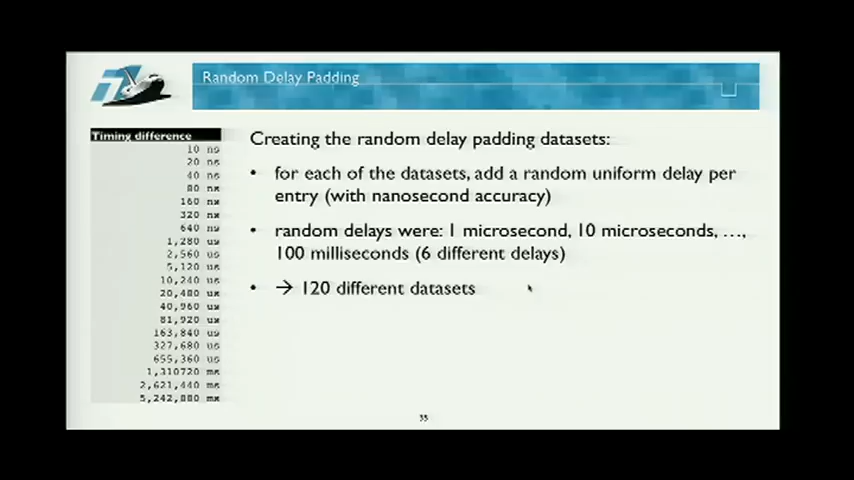 Random Delay Padding
Timing difference
10 ns
20 ns
40 ns
80 ns
160 ns
320 ns
640 ns
1,280 us
2,560 us
5,120 us
10,240 us
20,480 us
40,960 us
81,920 us
163,840 us
327,680 us
655,360 us
1,310720 ms
2,621,440 ms
5,242,880 ms
Creating the random delay padding datasets:
• for each of the datasets, add a random uniform delay per
entry (with nanosecond accuracy)
• random delays were: 1 microsecond, 10 microseconds, …,
100 milliseconds (6 different delays)
• → 120 different datasets
35